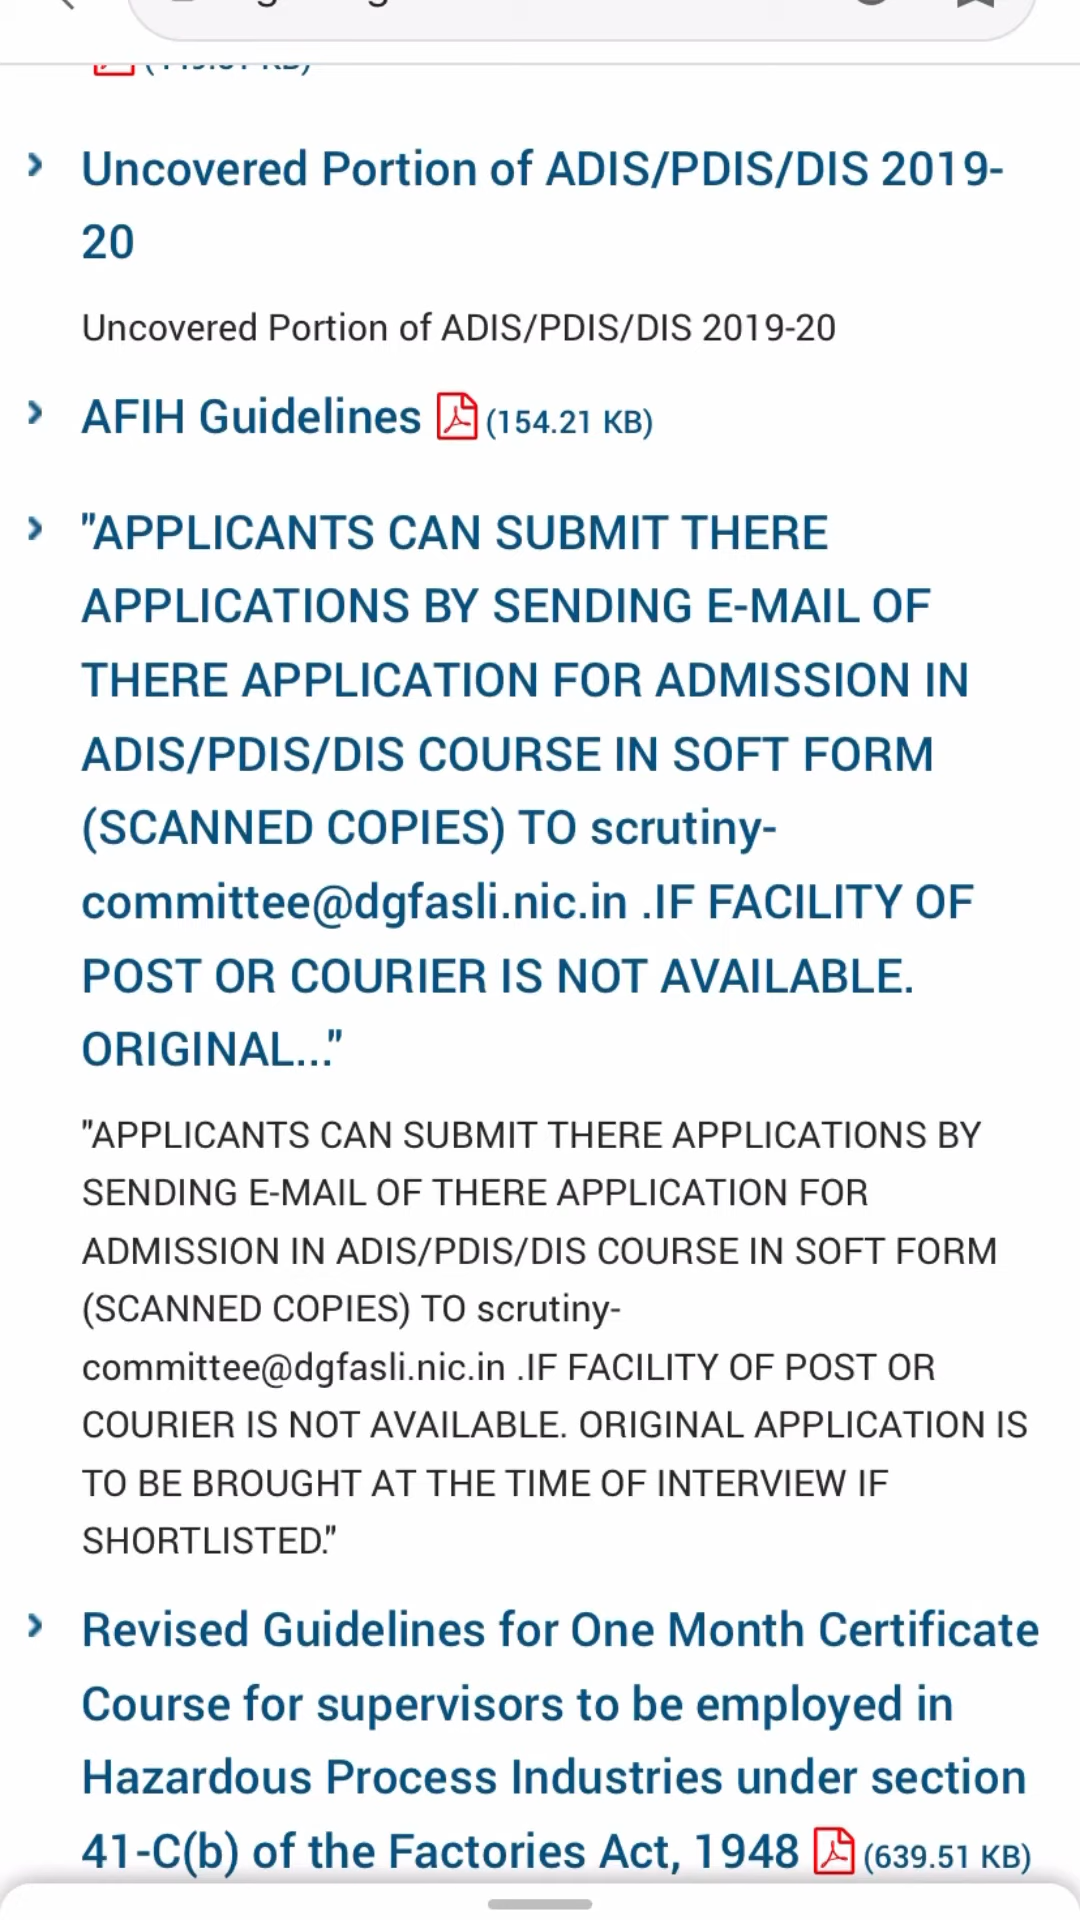 Uncovered Portion of ADIS/PDIS/DIS 2019-
20
Uncovered Portion of ADIS/PDIS/DIS 2019-20
AFIH Guidelines (154.21 KB)
"APPLICANTS CAN SUBMIT THERE
APPLICATIONS BY SENDING E-MAIL OF
THERE APPLICATION FOR ADMISSION IN
ADIS/PDIS/DIS COURSE IN SOFT FORM
(SCANNED COPIES) TO scrutiny-
committee@dgfasli.nic.in .IF FACILITY OF
POST OR COURIER IS NOT AVAILABLE.
ORIGINAL..."
"APPLICANTS CAN SUBMIT THERE APPLICATIONS BY
SENDING E-MAIL OF THERE APPLICATION FOR
ADMISSION IN ADIS/PDIS/DIS COURSE IN SOFT FORM
(SCANNED COPIES) TO scrutiny-
committee@dgfasli.nic.in .IF FACILITY OF POST OR
COURIER IS NOT AVAILABLE. ORIGINAL APPLICATION IS
TO BE BROUGHT AT THE TIME OF INTERVIEW IF
SHORTLISTED."
Revised Guidelines for One Month Certificate
Course for supervisors to be employed in
Hazardous Process Industries under section
41-C(b) of the Factories Act, 1948 (639.51 KB)